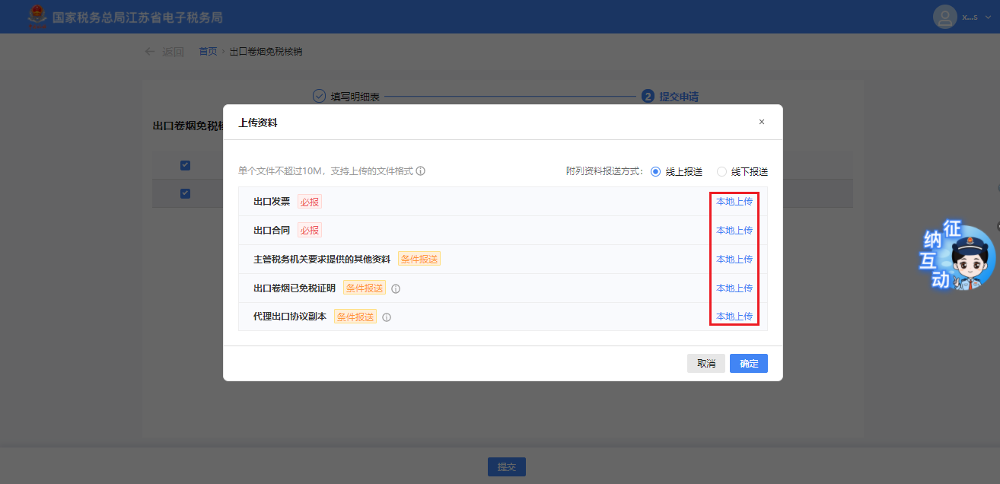 国家税务总局江苏省电子税务局
x...s
返回 首页 › 出口卷烟免税核销
填写明细表
2 提交申请
出口卷烟免税
上传资料
×
单个文件不超过10M，支持上传的文件格式
附列资料报送方式： 线上报送 线下报送
出口发票 必报 本地上传
出口合同 必报 本地上传
主管税务机关要求提供的其他资料 条件报送 本地上传
出口卷烟已免税证明 条件报送 本地上传
代理出口协议副本 条件报送 本地上传
征纳互动
取消 确定
提交